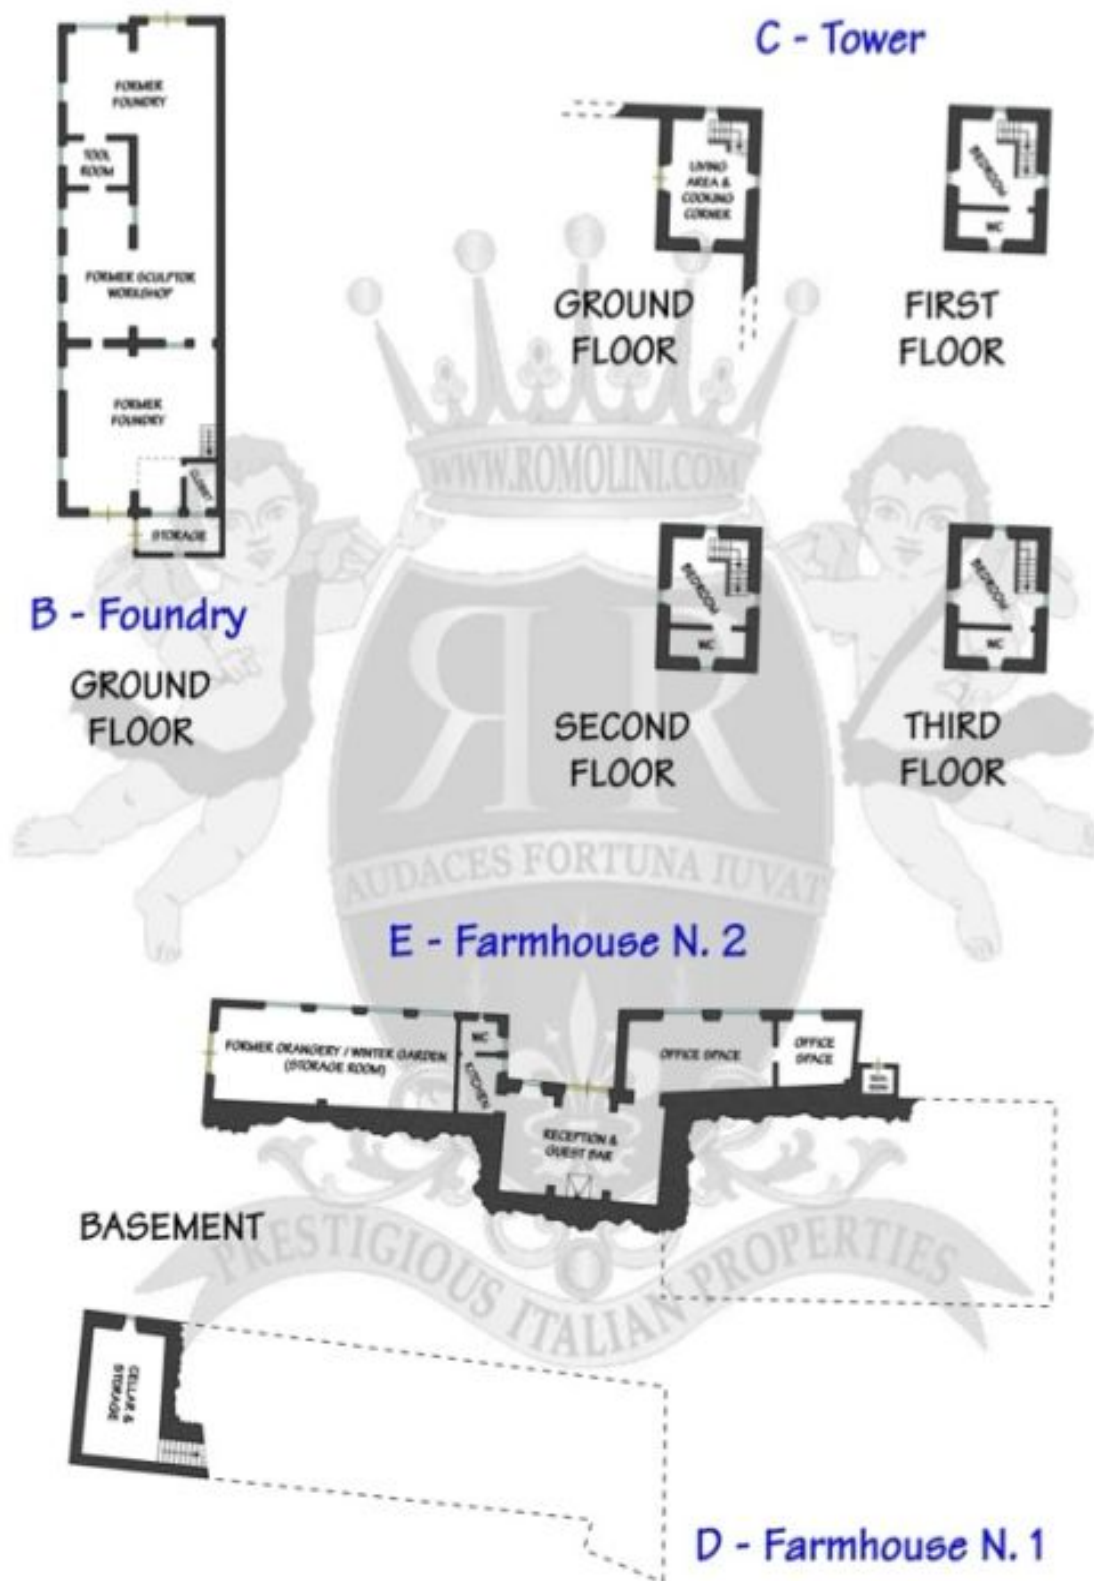 C - Tower
FORMER
FOUNDRY
TOOL
ROOM
FORMER SCULPTOR
WORKSHOP
FORMER
FOUNDRY
CLOSET
STORAGE
B - Foundry
GROUND
FLOOR
LIVING
AREA &
COOKING
CORNER
GROUND
FLOOR
BEDROOM
WC
FIRST
FLOOR
WWW.ROMOLINI.COM
BEDROOM
WC
SECOND
FLOOR
BEDROOM
WC
THIRD
FLOOR
R R
AUDACES FORTUNA IUVAT
E - Farmhouse N. 2
FORMER ORANGERY / WINTER GARDEN
(STORAGE ROOM)
WC
KITCHEN
RECEPTION &
GUEST BAR
OFFICE SPACE
OFFICE
SPACE
BASEMENT
PRESTIGIOUS ITALIAN PROPERTIES
CELLAR &
STORAGE
D - Farmhouse N. 1